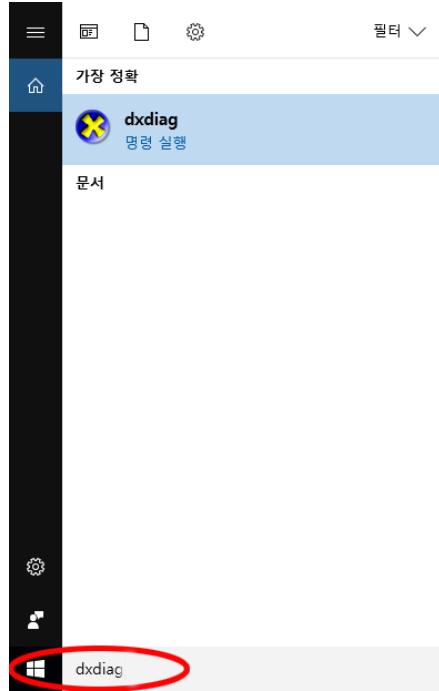 필터
가장 정확
dxdiag
명령 실행
문서
dxdiag